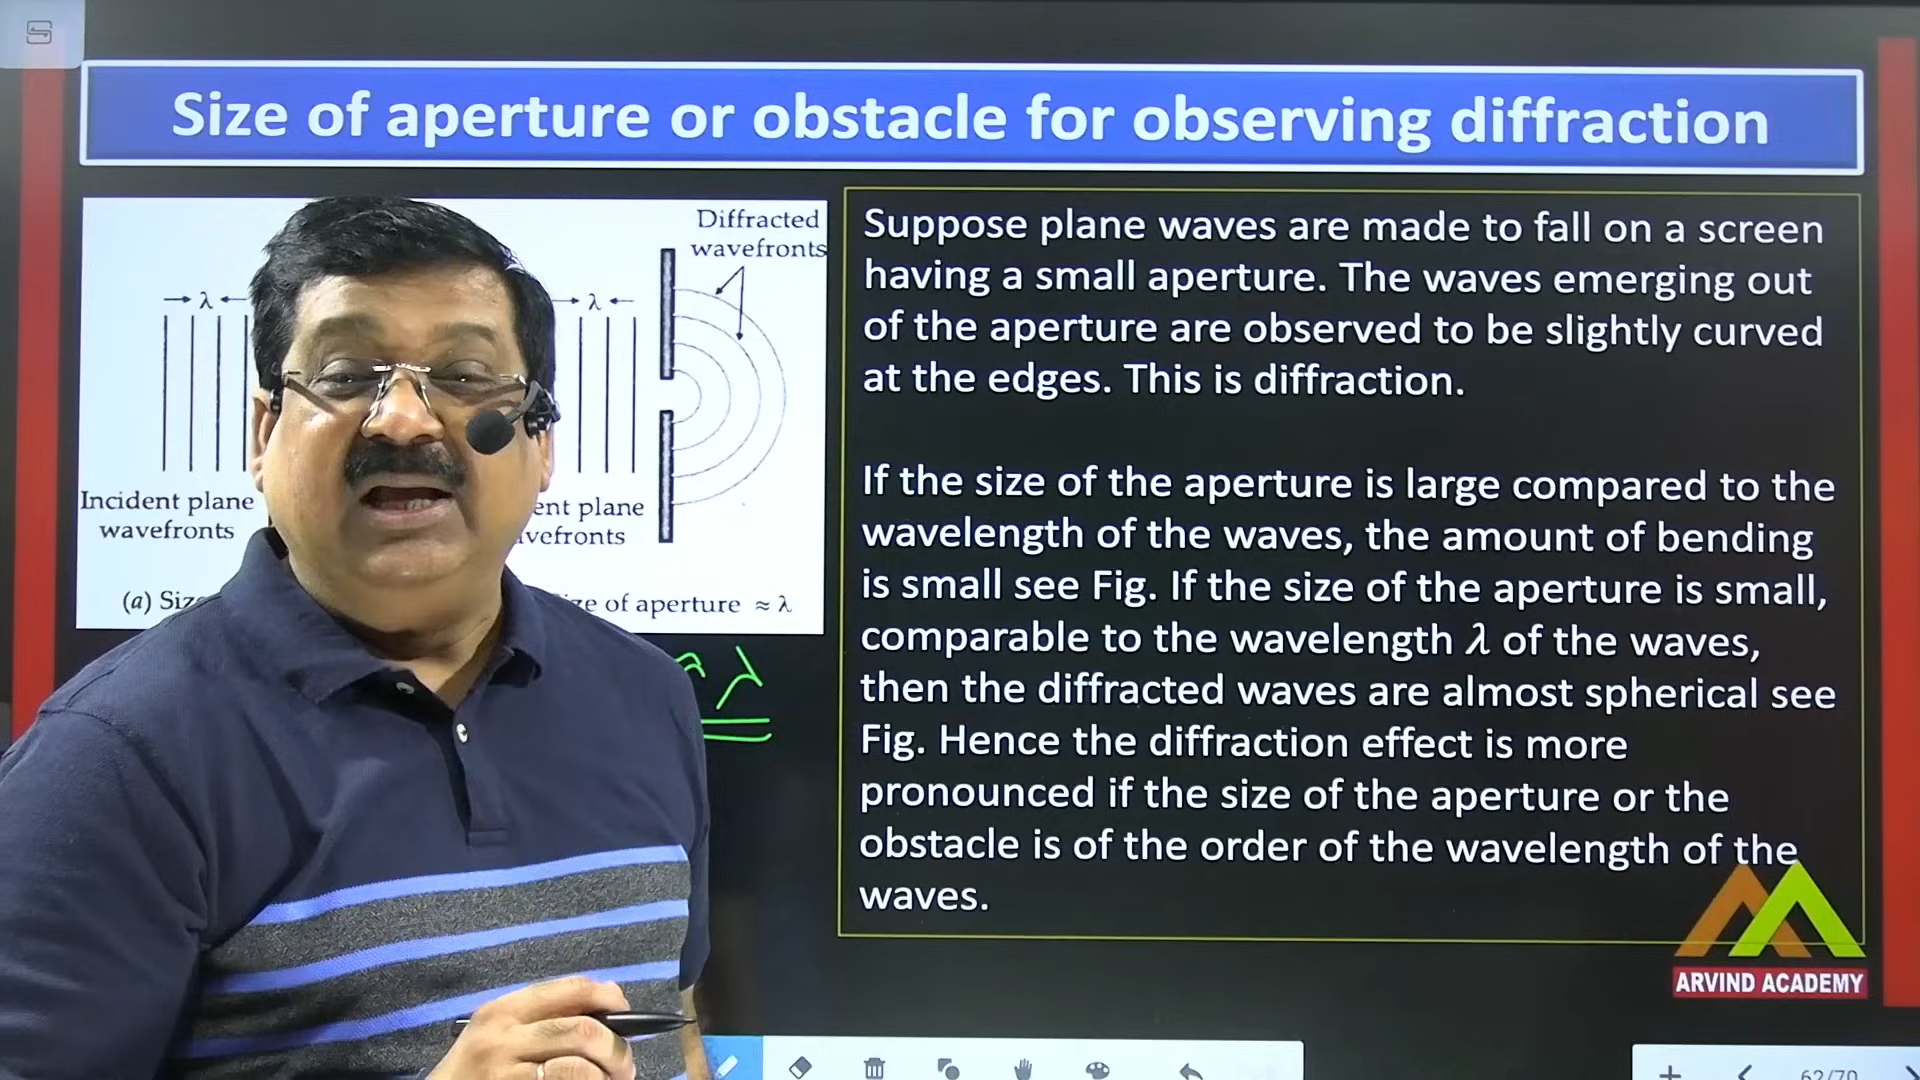 Size of aperture or obstacle for observing diffraction
Diffracted
wavefronts
λ
λ
Incident plane
wavefronts
ent plane
vefronts
(a) Siz
ze of aperture ≈ λ
≈ λ
Suppose plane waves are made to fall on a screen
having a small aperture. The waves emerging out
of the aperture are observed to be slightly curved
at the edges. This is diffraction.
If the size of the aperture is large compared to the
wavelength of the waves, the amount of bending
is small see Fig. If the size of the aperture is small,
comparable to the wavelength λ of the waves,
then the diffracted waves are almost spherical see
Fig. Hence the diffraction effect is more
pronounced if the size of the aperture or the
obstacle is of the order of the wavelength of the
waves.
ARVIND ACADEMY
62/70